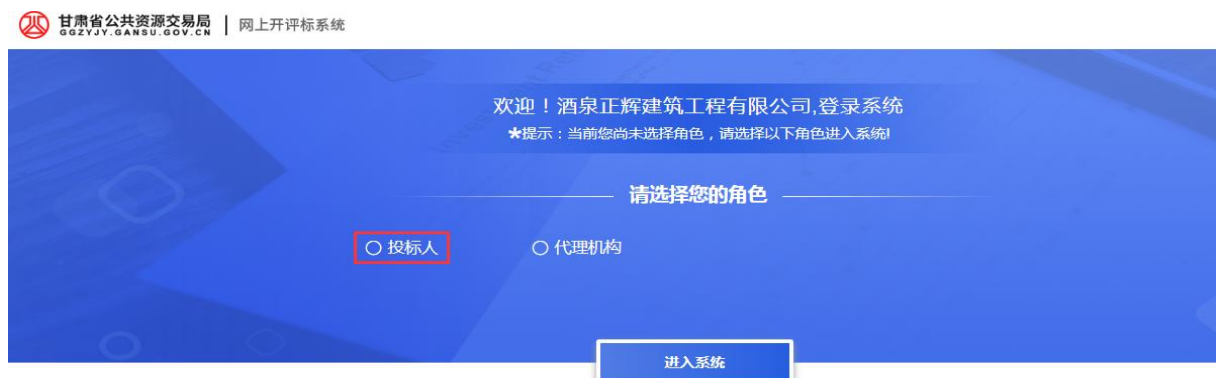 甘肃省公共资源交易局 | 网上开评标系统
GGZYJY.GANSU.GOV.CN
欢迎！酒泉正辉建筑工程有限公司,登录系统
★提示：当前您尚未选择角色，请选择以下角色进入系统!
请选择您的角色
投标人 代理机构
进入系统